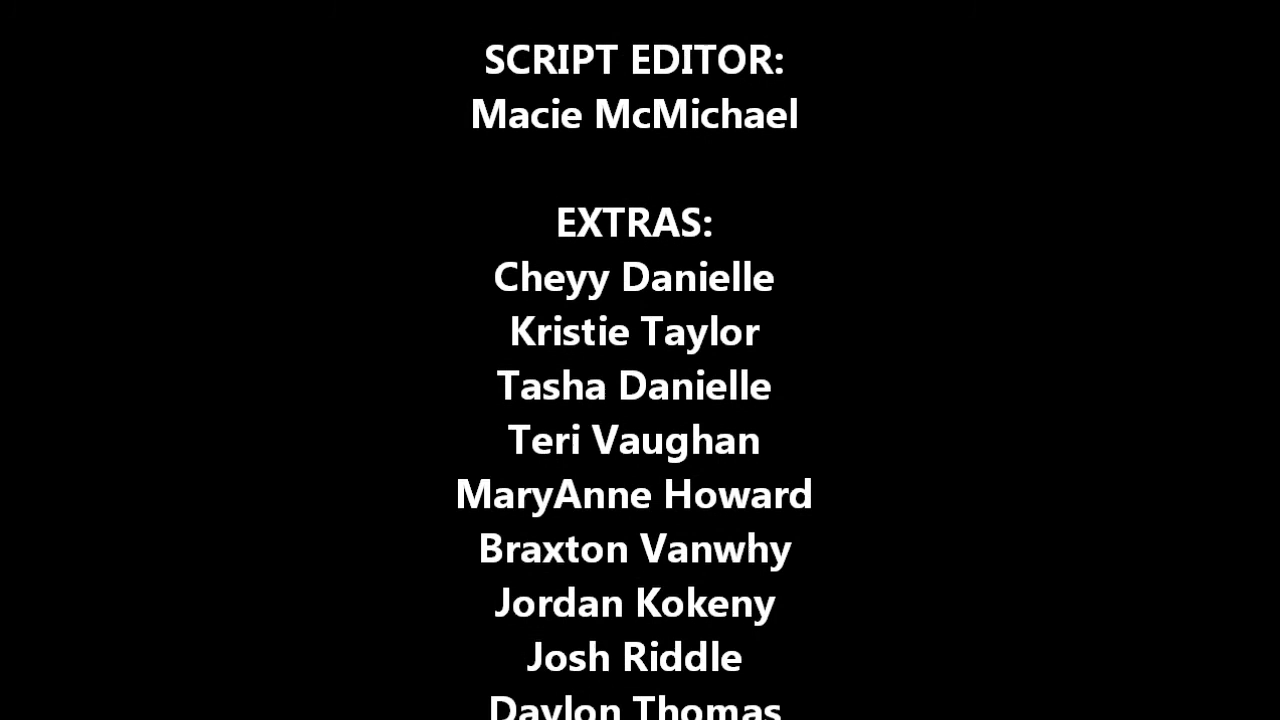 SCRIPT EDITOR:
Macie McMichael
EXTRAS:
Cheyy Danielle
Kristie Taylor
Tasha Danielle
Teri Vaughan
MaryAnne Howard
Braxton Vanwhy
Jordan Kokeny
Josh Riddle
Daylon Thomas